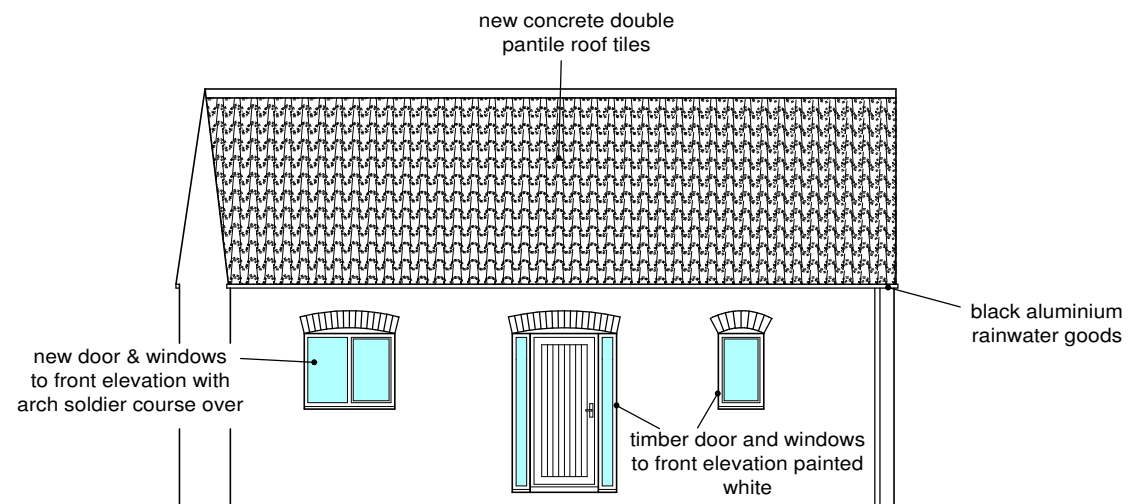 new concrete double
pantile roof tiles
black aluminium
rainwater goods
new door & windows
to front elevation with
arch soldier course over
timber door and windows
to front elevation painted
white